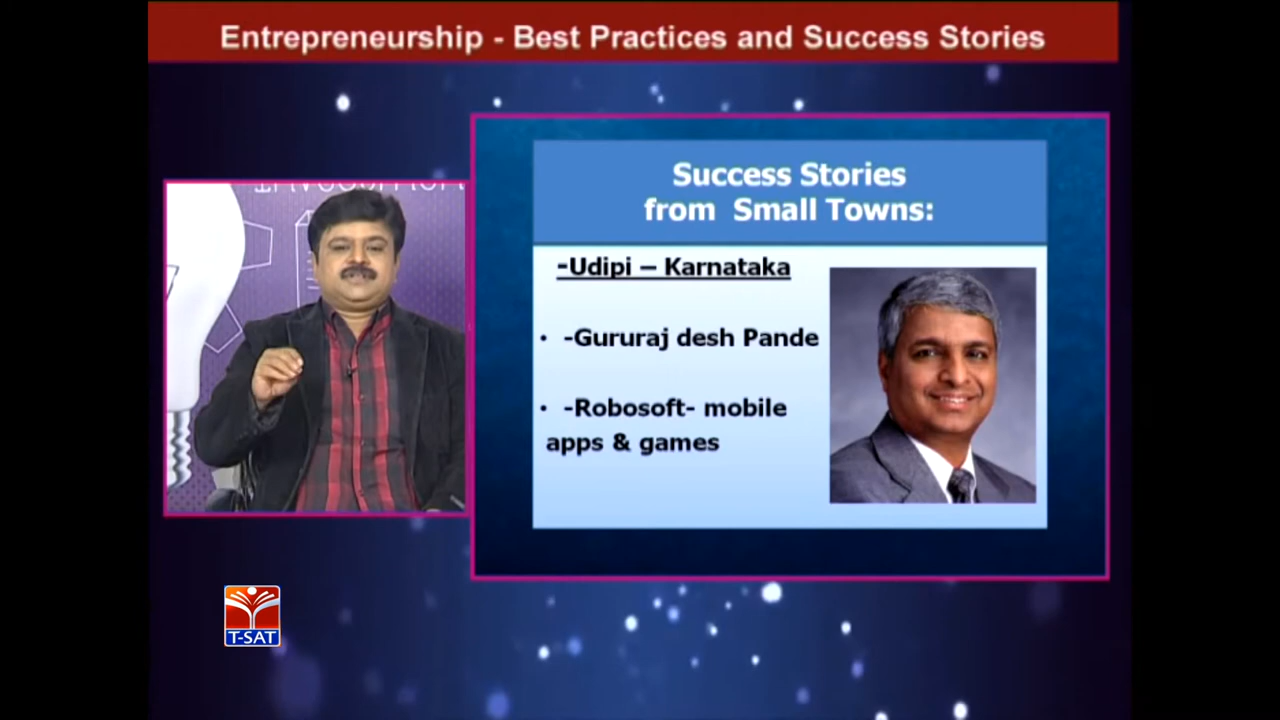 Entrepreneurship - Best Practices and Success Stories
Success Stories
from Small Towns:
-Udipi – Karnataka
• -Gururaj desh Pande
• -Robosoft- mobile
apps & games
T-SAT